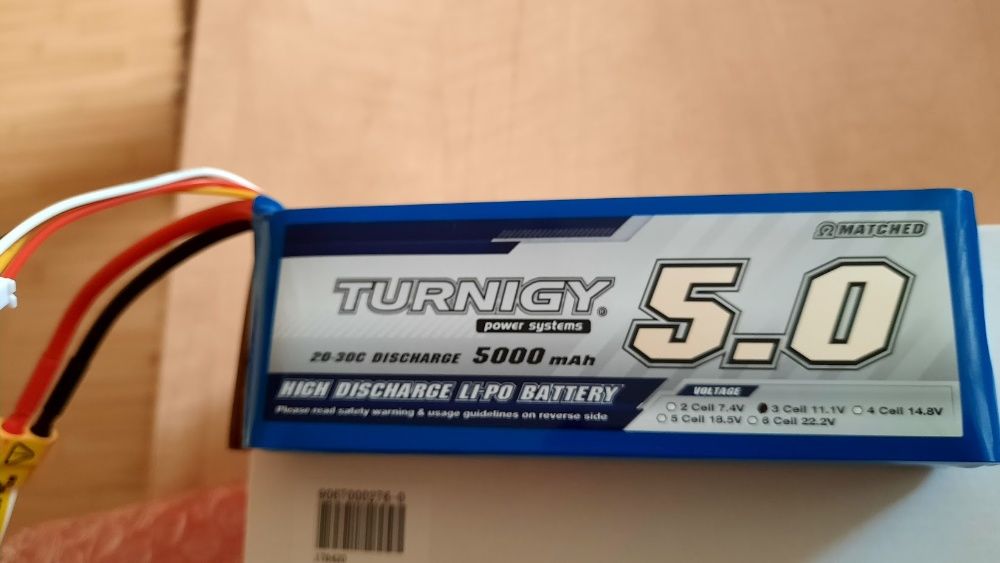 Ω MATCHED
TURNIGY®
power systems
5.0
20-30C DISCHARGE 5000 mAh
HIGH DISCHARGE LI-PO BATTERY
Please read safety warning & usage guidelines on reverse side
VOLTAGE
2 Cell 7.4V 3 Cell 11.1V 4 Cell 14.8V
5 Cell 18.5V 6 Cell 22.2V
9067000276-0